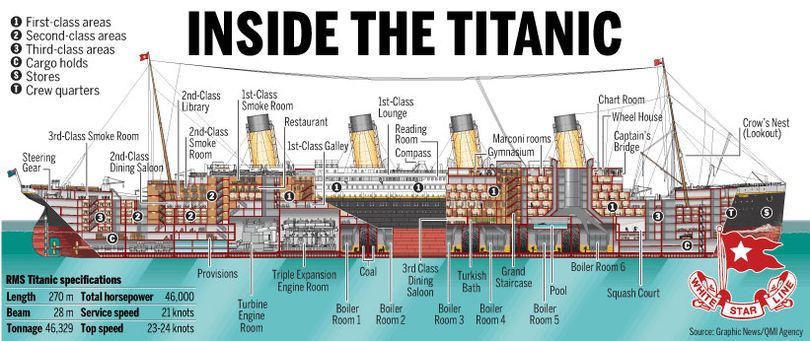 INSIDE THE TITANIC
1 First-class areas
2 Second-class areas
3 Third-class areas
C Cargo holds
S Stores
T Crew quarters
Steering
Gear
3rd-Class Smoke Room
2nd-Class
Dining Saloon
2nd-Class
Library
2nd-Class
Smoke
Room
1st-Class
Smoke Room
Restaurant
1st-Class Galley
1st-Class
Lounge
Reading
Room
Compass
Marconi rooms
Gymnasium
Chart Room
Wheel House
Captain's
Bridge
Crow's Nest
(Lookout)
3
2
2
2
1
1
1
1
3
T
S
C
C
Provisions
Turbine
Engine
Room
Triple Expansion
Engine Room
Boiler
Room 1
Coal
Boiler
Room 2
3rd Class
Dining
Saloon
Boiler
Room 3
Turkish
Bath
Boiler
Room 4
Grand
Staircase
Boiler
Room 5
Pool
Boiler Room 6
Squash Court
RMS Titanic specifications
Length 270 m Total horsepower 46,000
Beam 28 m Service speed 21 knots
Tonnage 46,329 Top speed 23-24 knots
WHITE STAR LINE
Source: Graphic News/QMI Agency